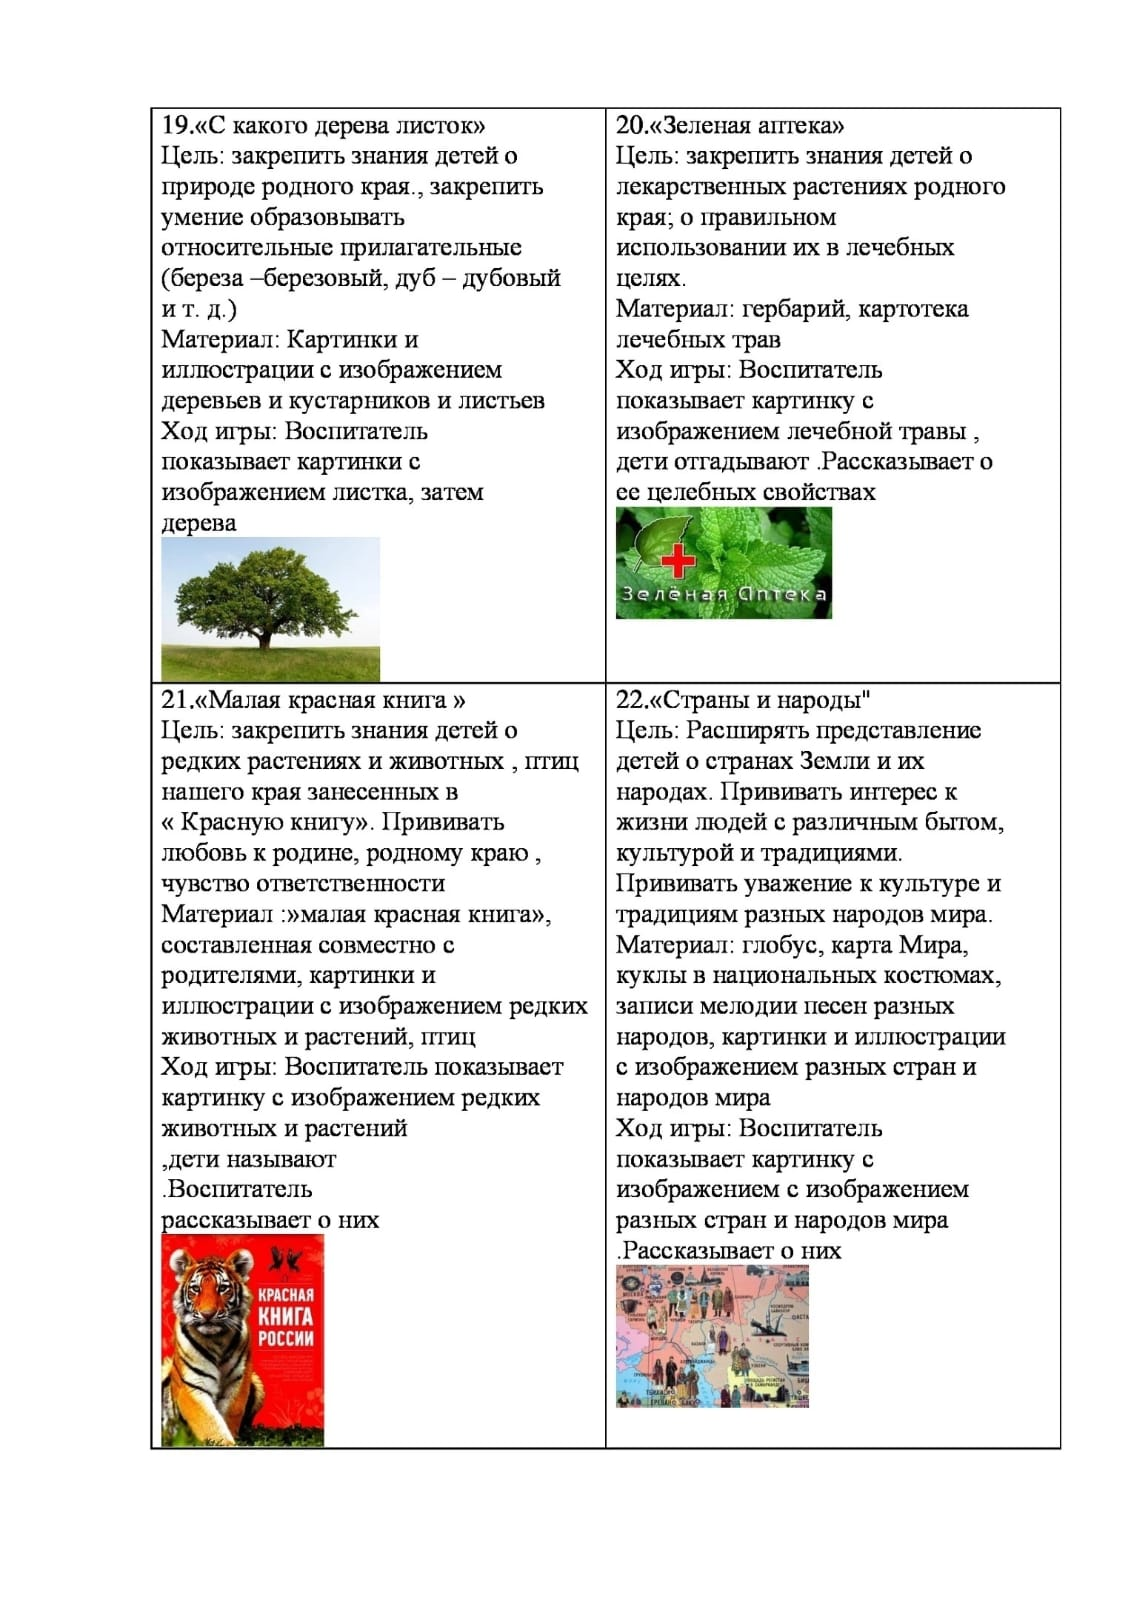 19.«С какого дерева листок»
Цель: закрепить знания детей о
природе родного края., закрепить
умение образовывать
относительные прилагательные
(береза –березовый, дуб – дубовый
и т. д.)
Материал: Картинки и
иллюстрации с изображением
деревьев и кустарников и листьев
Ход игры: Воспитатель
показывает картинки с
изображением листка, затем
дерева
20.«Зеленая аптека»
Цель: закрепить знания детей о
лекарственных растениях родного
края; о правильном
использовании их в лечебных
целях.
Материал: гербарий, картотека
лечебных трав
Ход игры: Воспитатель
показывает картинку с
изображением лечебной травы ,
дети отгадывают .Рассказывает о
ее целебных свойствах
Зелёная Аптека
21.«Малая красная книга »
Цель: закрепить знания детей о
редких растениях и животных , птиц
нашего края занесенных в
« Красную книгу». Прививать
любовь к родине, родному краю ,
чувство ответственности
Материал :»малая красная книга»,
составленная совместно с
родителями, картинки и
иллюстрации с изображением редких
животных и растений, птиц
Ход игры: Воспитатель показывает
картинку с изображением редких
животных и растений
,дети называют
.Воспитатель
рассказывает о них
КРАСНАЯ
КНИГА
РОССИИ
22.«Страны и народы"
Цель: Расширять представление
детей о странах Земли и их
народах. Прививать интерес к
жизни людей с различным бытом,
культурой и традициями.
Прививать уважение к культуре и
традициям разных народов мира.
Материал: глобус, карта Мира,
куклы в национальных костюмах,
записи мелодии песен разных
народов, картинки и иллюстрации
с изображением разных стран и
народов мира
Ход игры: Воспитатель
показывает картинку с
изображением с изображением
разных стран и народов мира
.Рассказывает о них
МОСКВА